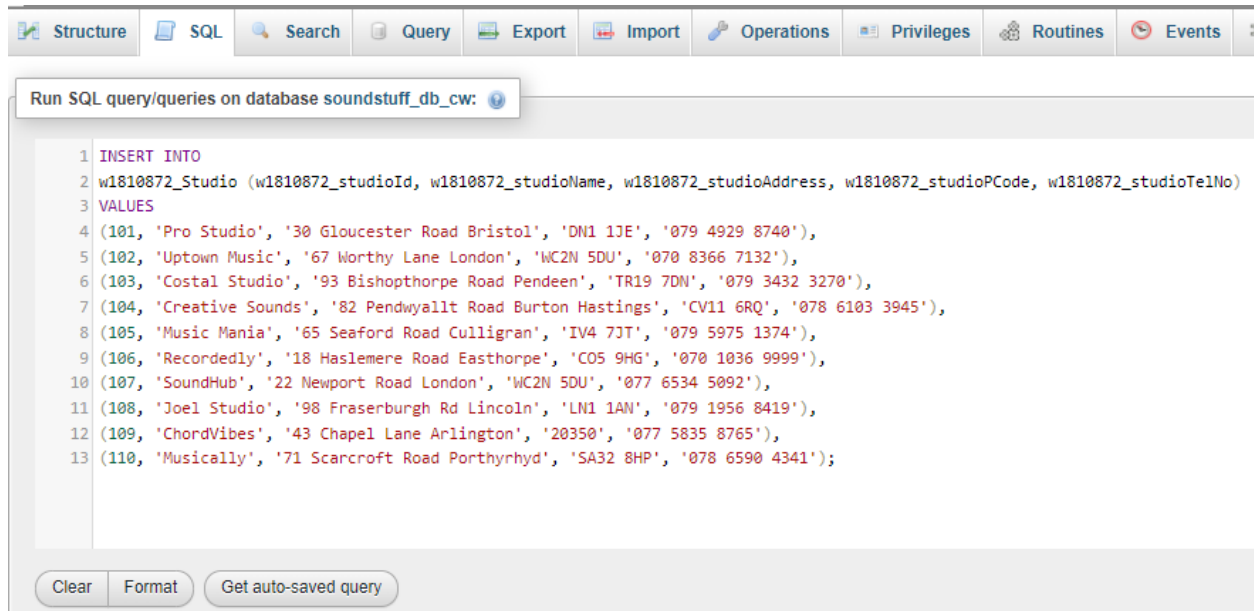 Structure SQL Search Query Export Import Operations Privileges Routines Events
Run SQL query/queries on database soundstuff_db_cw:
1 INSERT INTO
2 w1810872_Studio (w1810872_studioId, w1810872_studioName, w1810872_studioAddress, w1810872_studioPCode, w1810872_studioTelNo)
3 VALUES
4 (101, 'Pro Studio', '30 Gloucester Road Bristol', 'DN1 1JE', '079 4929 8740'),
5 (102, 'Uptown Music', '67 Worthy Lane London', 'WC2N 5DU', '070 8366 7132'),
6 (103, 'Costal Studio', '93 Bishopthorpe Road Pendeen', 'TR19 7DN', '079 3432 3270'),
7 (104, 'Creative Sounds', '82 Pendwyallt Road Burton Hastings', 'CV11 6RQ', '078 6103 3945'),
8 (105, 'Music Mania', '65 Seaford Road Culligran', 'IV4 7JT', '079 5975 1374'),
9 (106, 'Recordedly', '18 Haslemere Road Easthorpe', 'CO5 9HG', '070 1036 9999'),
10 (107, 'SoundHub', '22 Newport Road London', 'WC2N 5DU', '077 6534 5092'),
11 (108, 'Joel Studio', '98 Fraserburgh Rd Lincoln', 'LN1 1AN', '079 1956 8419'),
12 (109, 'ChordVibes', '43 Chapel Lane Arlington', '20350', '077 5835 8765'),
13 (110, 'Musically', '71 Scarcroft Road Porthyrhyd', 'SA32 8HP', '078 6590 4341');
Clear Format Get auto-saved query